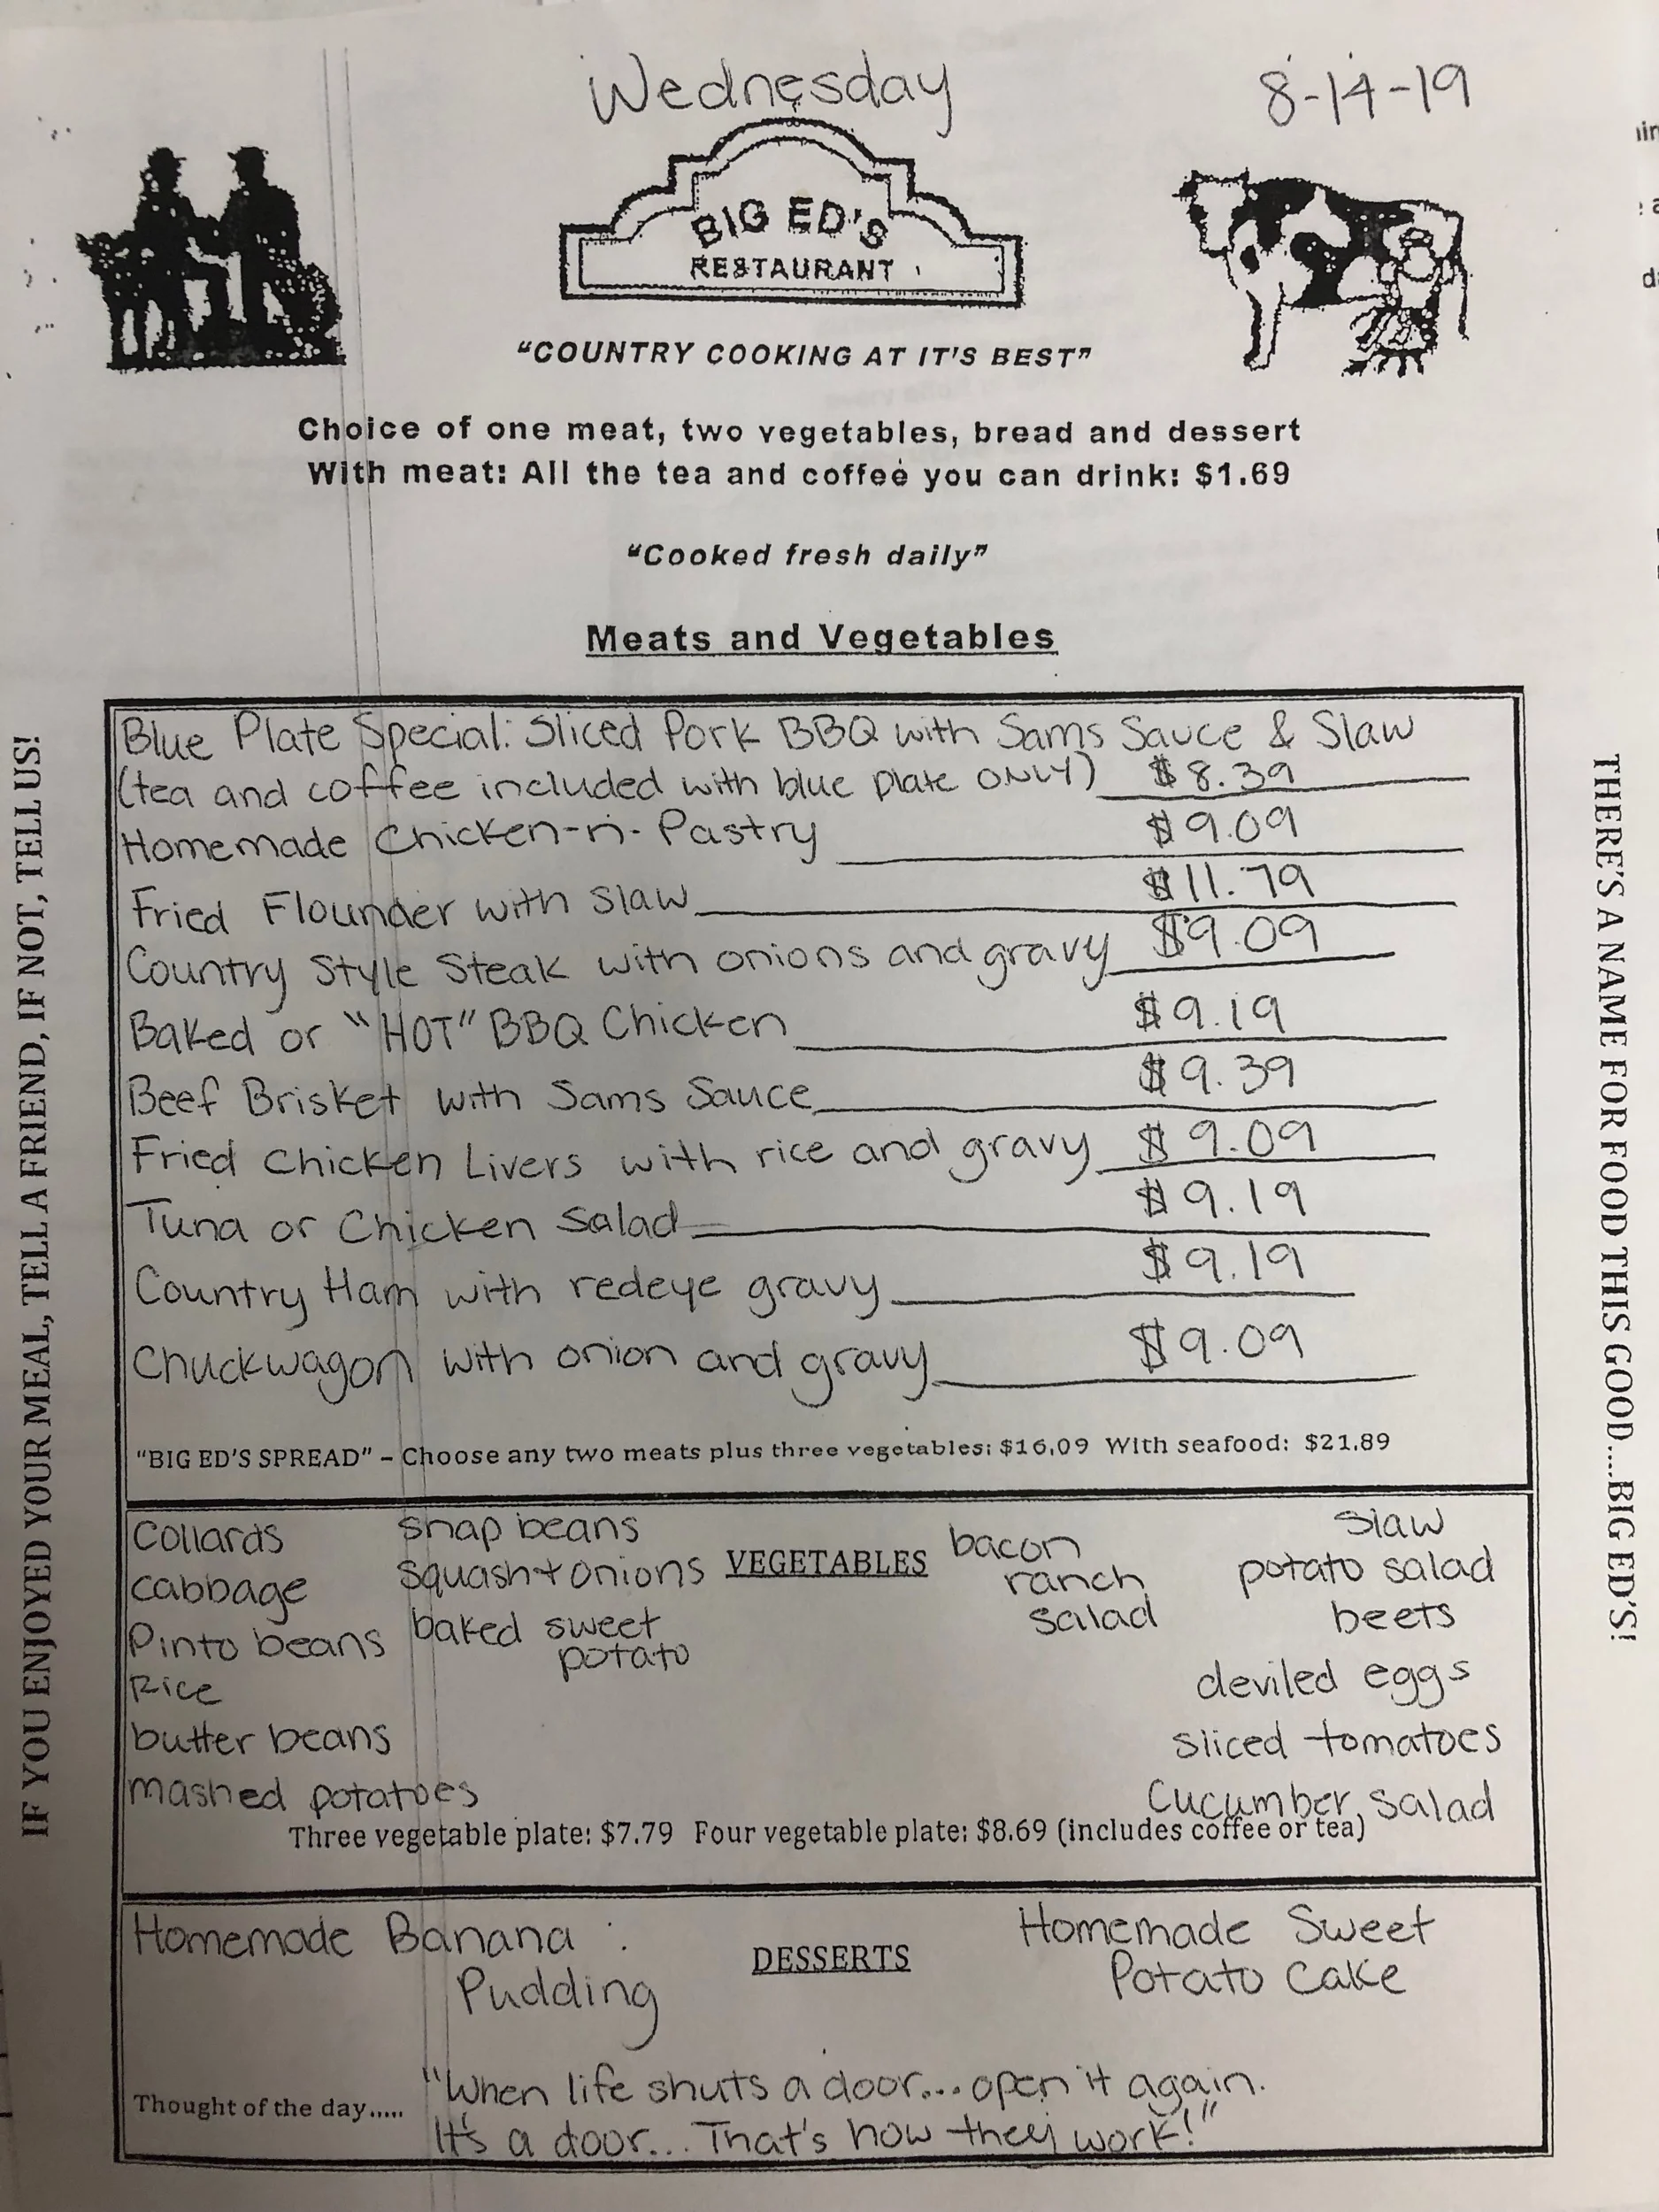 Wednesday
8-14-19
BIG ED'S
RESTAURANT
"COUNTRY COOKING AT IT'S BEST"
Choice of one meat, two vegetables, bread and dessert
With meat: All the tea and coffee you can drink: $1.69
"Cooked fresh daily"
Meats and Vegetables
Blue Plate Special: Sliced Pork BBQ with Sams Sauce & Slaw
(tea and coffee included with blue plate ONLY) $8.39
Homemade Chicken-n-Pastry $9.09
Fried Flounder with slaw $11.79
Country Style Steak with onions and gravy $9.09
Baked or "HOT" BBQ Chicken $9.19
Beef Brisket with Sams Sauce $9.39
Fried Chicken Livers with rice and gravy $9.09
Tuna or Chicken Salad $9.19
Country Ham with redeye gravy $9.19
Chuckwagon with onion and gravy $9.09
"BIG ED'S SPREAD" – Choose any two meats plus three vegetables: $16.09 With seafood: $21.89
VEGETABLES
Collards
Cabbage
Pinto beans
Rice
butter beans
mashed potatoes
snap beans
squash + onions
baked sweet
potato
bacon
ranch
salad
slaw
potato salad
beets
deviled eggs
sliced tomatoes
Cucumber salad
Three vegetable plate: $7.79 Four vegetable plate: $8.69 (includes coffee or tea)
DESSERTS
Homemade Banana
Pudding
Homemade Sweet
Potato Cake
Thought of the day.....
"When life shuts a door... open it again.
It's a door... That's how they work!"
IF YOU ENJOYED YOUR MEAL, TELL A FRIEND, IF NOT, TELL US!
THERE'S A NAME FOR FOOD THIS GOOD....BIG ED'S!